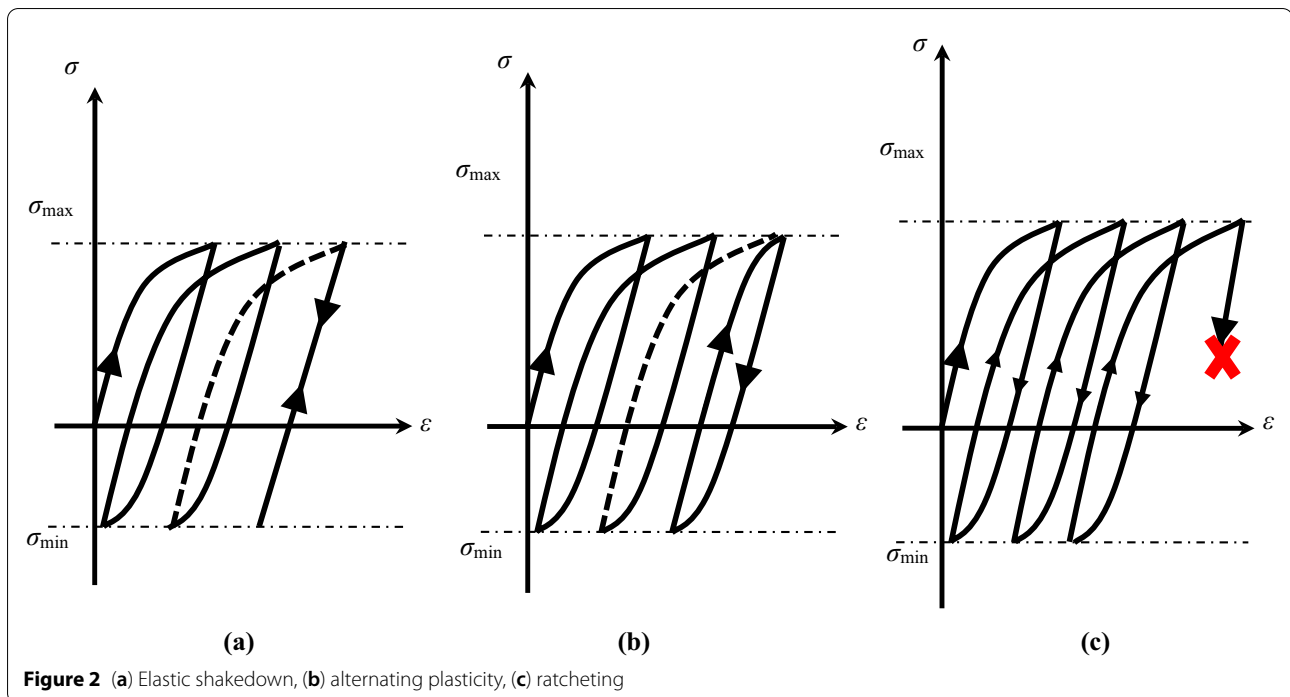 σ
σmax
σmin
ε
(a)
σ
σmax
σmin
ε
(b)
σ
σmax
σmin
ε
(c)
Figure 2 (a) Elastic shakedown, (b) alternating plasticity, (c) ratcheting